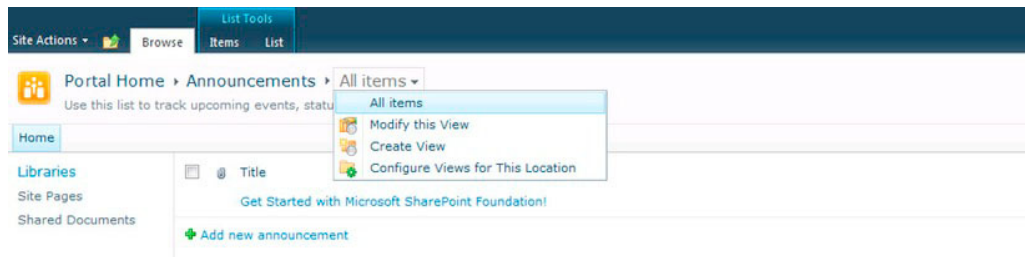 List Tools
Site Actions Browse Items List
Portal Home Announcements All items
Use this list to track upcoming events, statu
All items
Modify this View
Create View
Configure Views for This Location
Home
Libraries
Site Pages
Shared Documents
Title
Get Started with Microsoft SharePoint Foundation!
Add new announcement